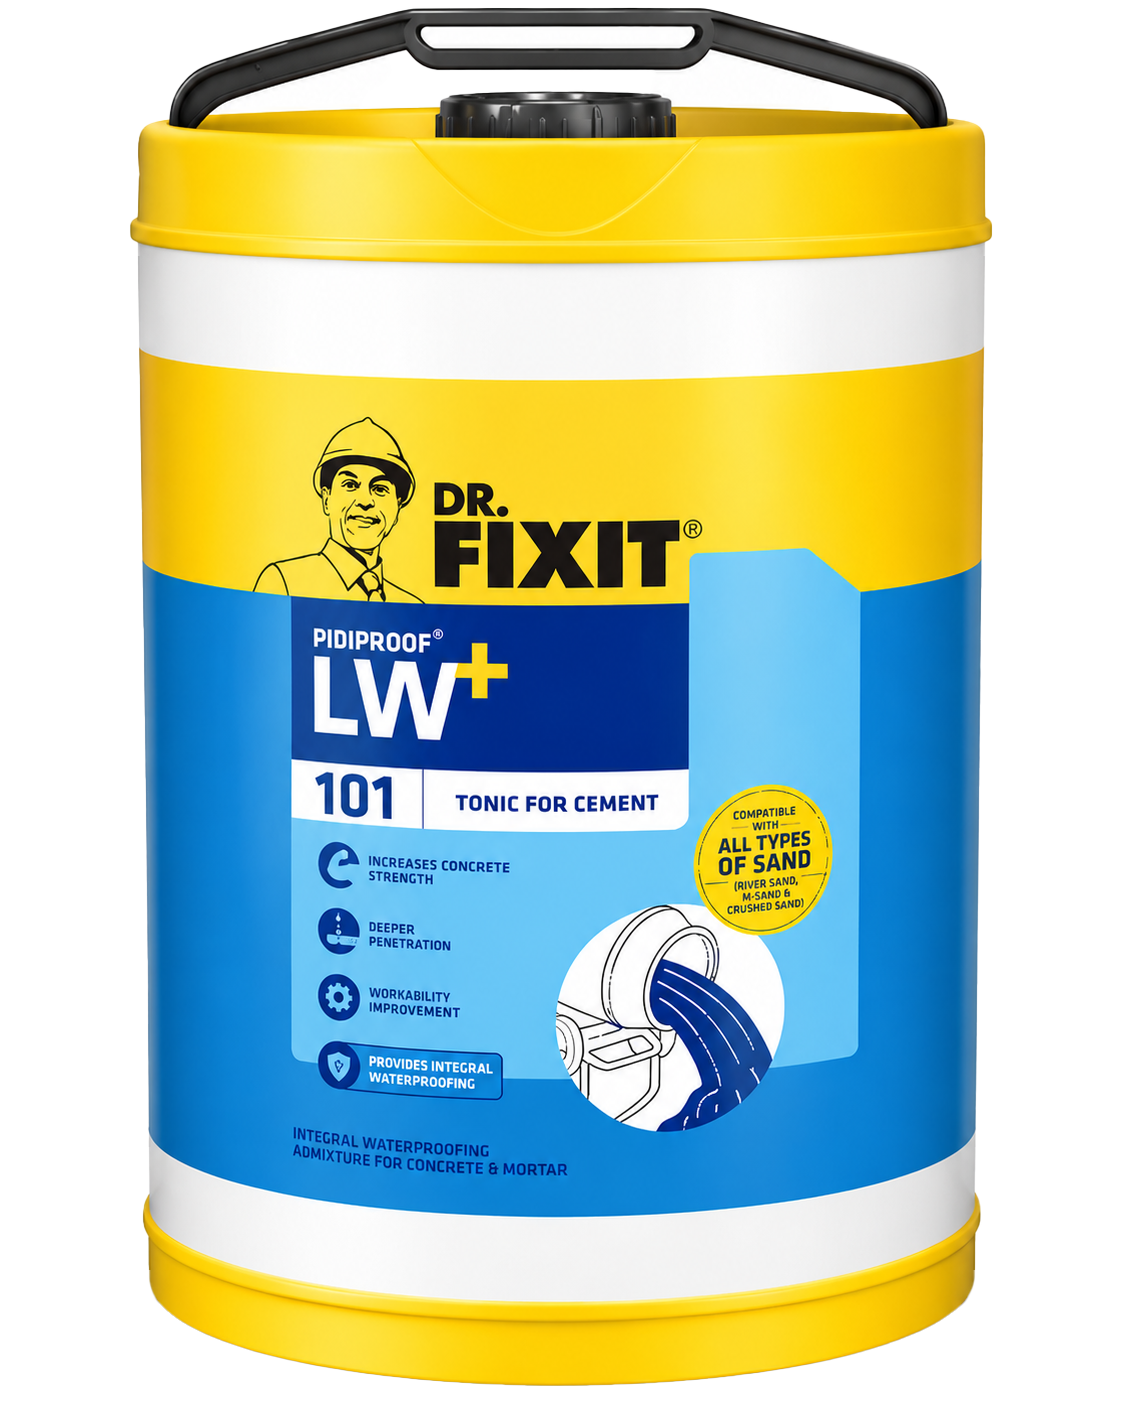 DR.
FIXIT®
PIDIPROOF®
LW+
101
TONIC FOR CEMENT
INCREASES CONCRETE
STRENGTH
DEEPER
PENETRATION
WORKABILITY
IMPROVEMENT
PROVIDES INTEGRAL
WATERPROOFING
COMPATIBLE
WITH
ALL TYPES
OF SAND
(RIVER SAND,
M-SAND &
CRUSHED SAND)
INTEGRAL WATERPROOFING
ADMIXTURE FOR CONCRETE & MORTAR